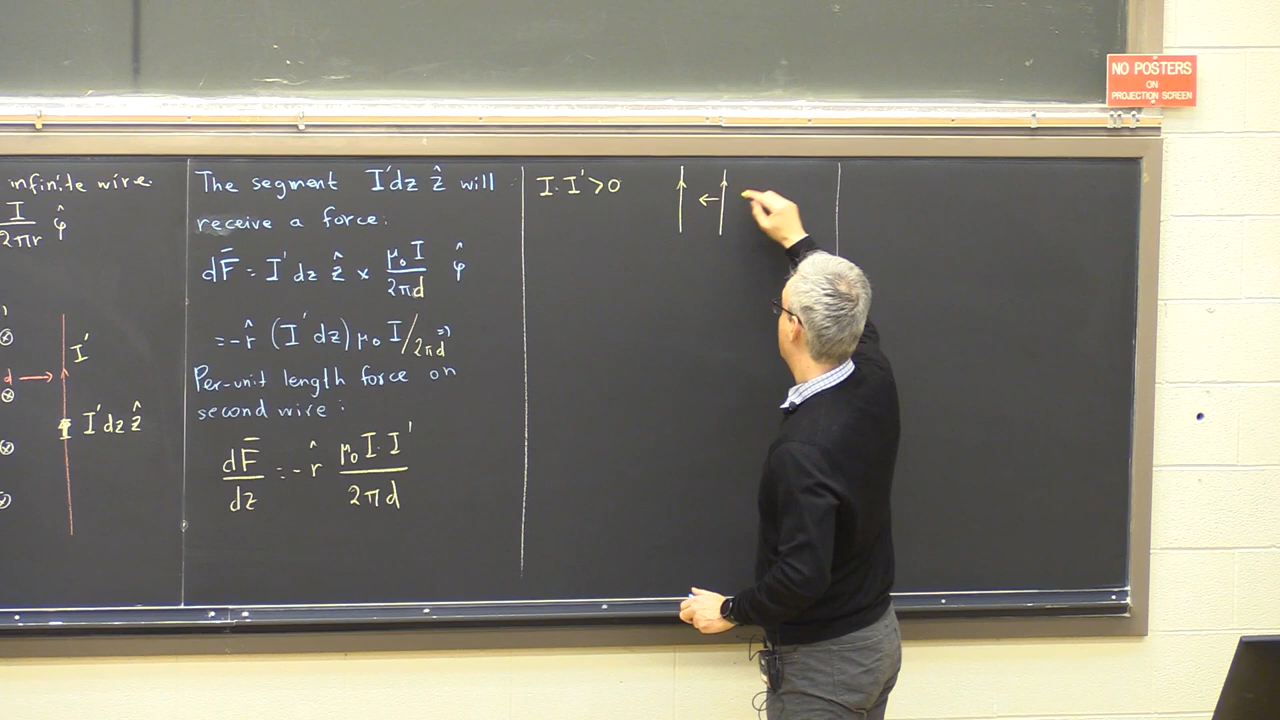 NO POSTERS
ON
PROJECTION SCREEN
infinite wire.
I/2πr φ̂
I'
d →
I'dz ẑ
The segment I'dz ẑ will
receive a force:
dF̄ = I' dz ẑ × μ₀I/2πd φ̂
= -r̂ (I'dz) μ₀ I/2πd ⇒
Per-unit length force on
second wire:
dF̄/dz = - r̂ μ₀ I·I'/2πd
I·I' > 0